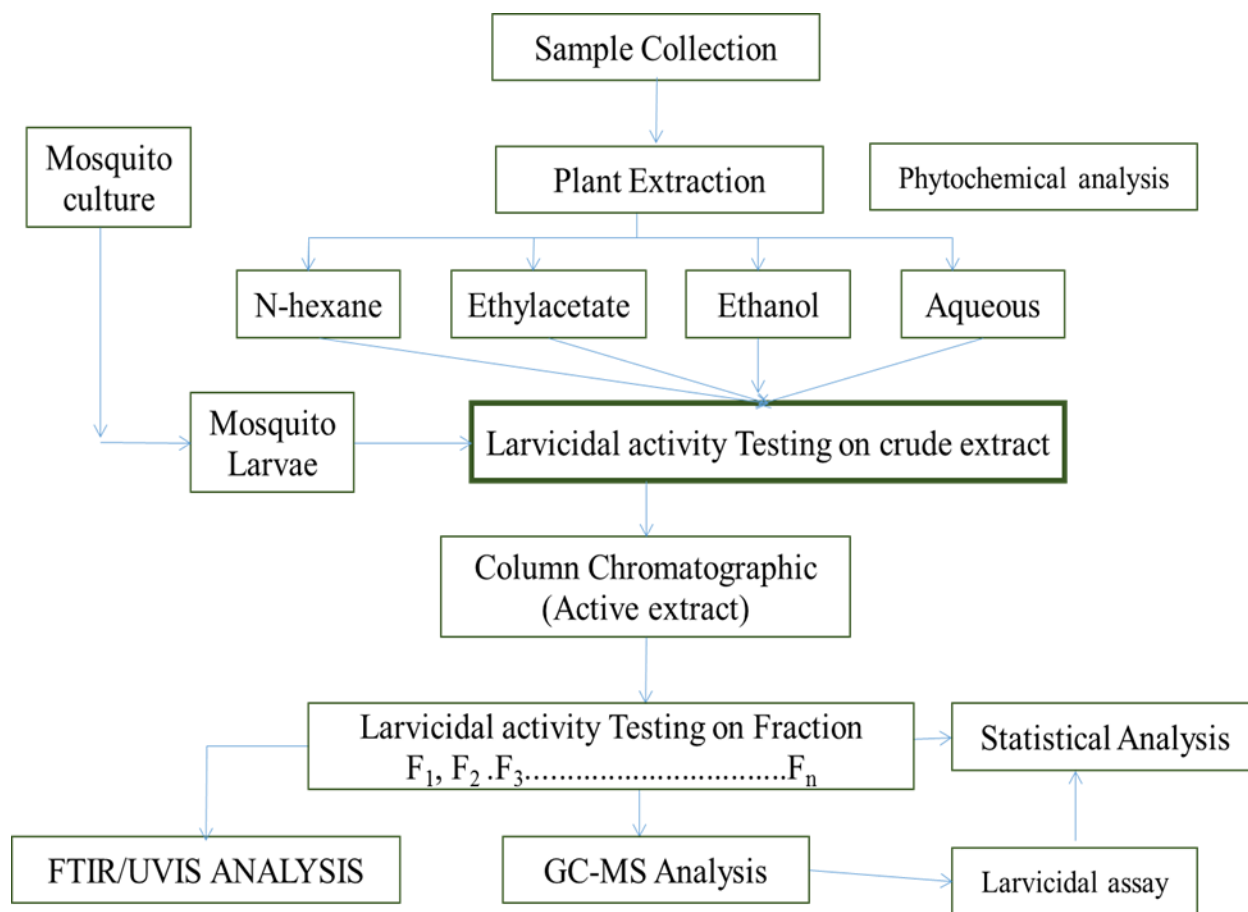 Sample Collection
Mosquito
culture
Plant Extraction
Phytochemical analysis
N-hexane
Ethylacetate
Ethanol
Aqueous
Mosquito
Larvae
Larvicidal activity Testing on crude extract
Column Chromatographic
(Active extract)
Larvicidal activity Testing on Fraction
F₁, F₂ .F₃.................................Fₙ
Statistical Analysis
FTIR/UVIS ANALYSIS
GC-MS Analysis
Larvicidal assay